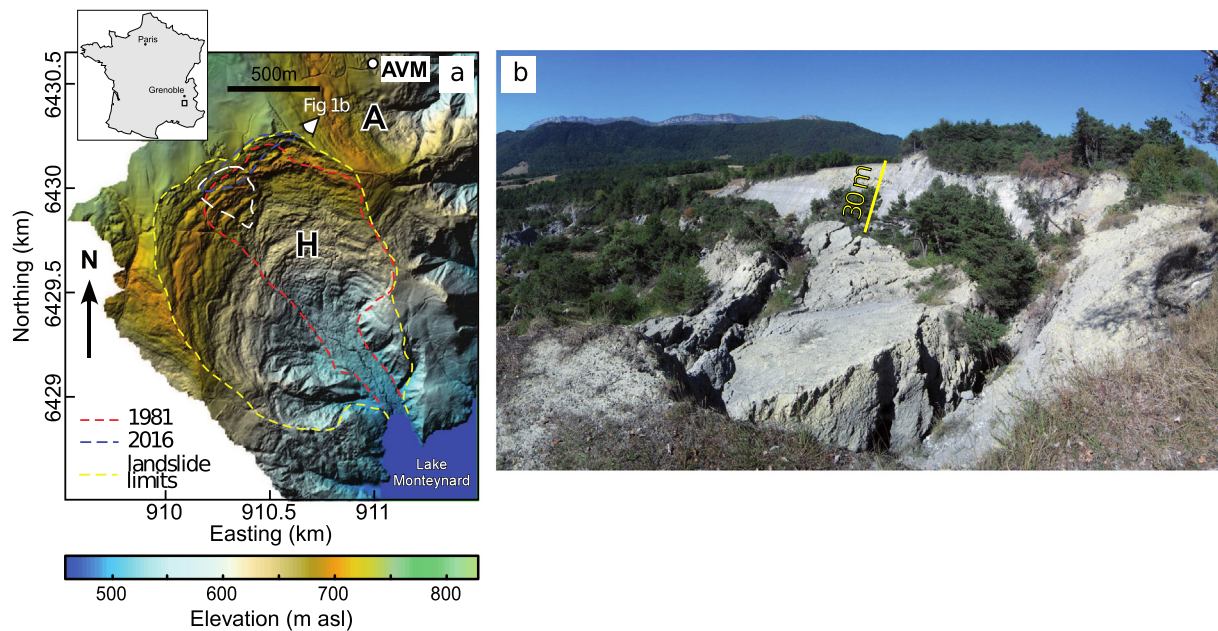 Paris
Grenoble
500m
AVM
a
Fig 1b
A
H
N
Northing (km)
6430.5
6430
6429.5
6429
1981
2016
landslide
limits
Lake
Monteynard
910
910.5
911
Easting (km)
500
600
700
800
Elevation (m asl)
b
30m